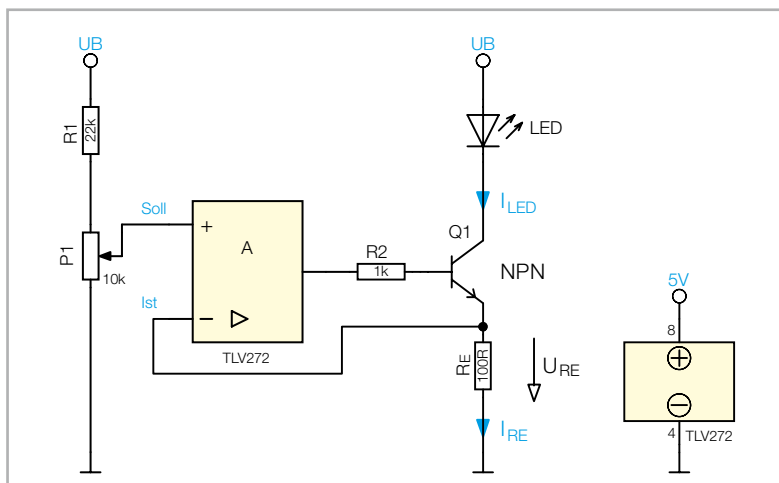 UB
UB
R1
22k
LED
Soll
I LED
Q1
+
A
R2
1k
NPN
P1
10k
Ist
5V
−
TLV272
8
RE
100R
URE
IRE
4
TLV272